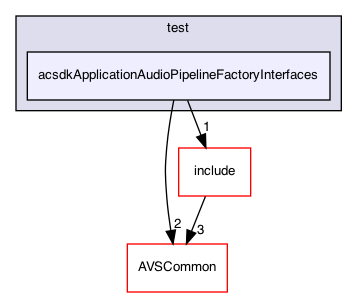 test
acsdkApplicationAudioPipelineFactoryInterfaces
1
include
2
3
AVSCommon